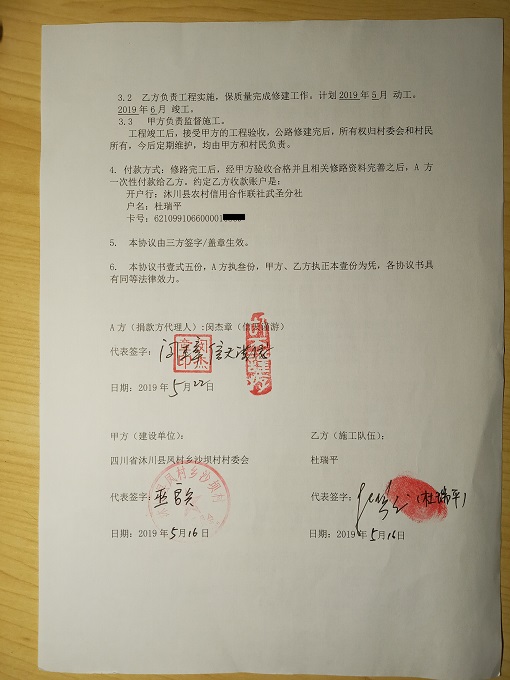 3.2 乙方负责工程实施，保质量完成修建工作。计划 2019 年 5 月 动工。
2019 年 6 月 竣工。
3.3 甲方负责监督施工。
工程竣工后，接受甲方的工程验收，公路修建完后，所有权归村委会和村民
所有，今后定期维护，均由甲方和村民负责。
4. 付款方式：修路完工后，经甲方验收合格并且相关修路资料完善之后，A 方
一次性付款给乙方。约定乙方收款账户是：
开户行：沐川县农村信用合作联社武圣分社
户名：杜瑞平
卡号：621099106600001
5. 本协议由三方签字/盖章生效。
6. 本协议书壹式五份，A 方执叁份，甲方、乙方执正本壹份为凭，各协议书具
有同等法律效力。
A 方（捐款方代理人）:闵杰章（信天谨游）
代表签字：
日期：2019 年 5 月 22 日
甲方（建设单位）：
四川省沐川县凤村乡沙坝村村委会
代表签字：
日期：2019 年 5 月 16 日
乙方（施工队伍）：
杜瑞平
代表签字： (杜瑞平)
日期：2019 年 5 月 16 日